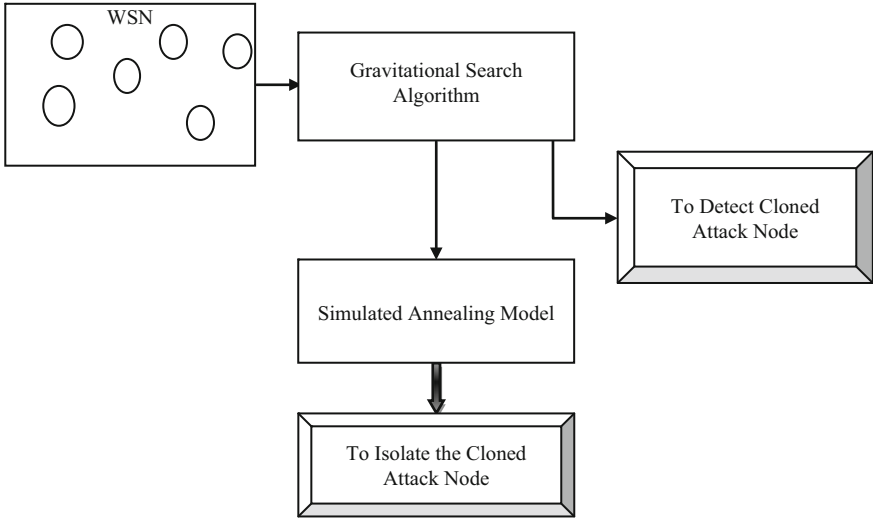 WSN
Gravitational Search
Algorithm
To Detect Cloned
Attack Node
Simulated Annealing Model
To Isolate the Cloned
Attack Node